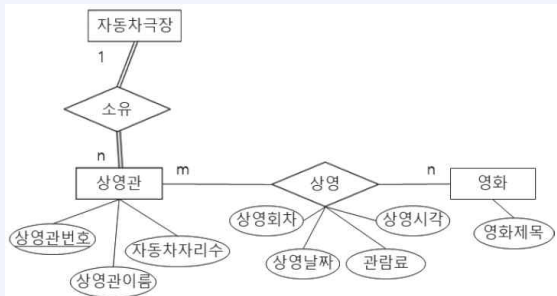 자동차극장
1
소유
n
m
n
상영관
상영
영화
상영회차
상영시각
상영관번호
자동차자리수
영화제목
상영날짜
관람료
상영관이름